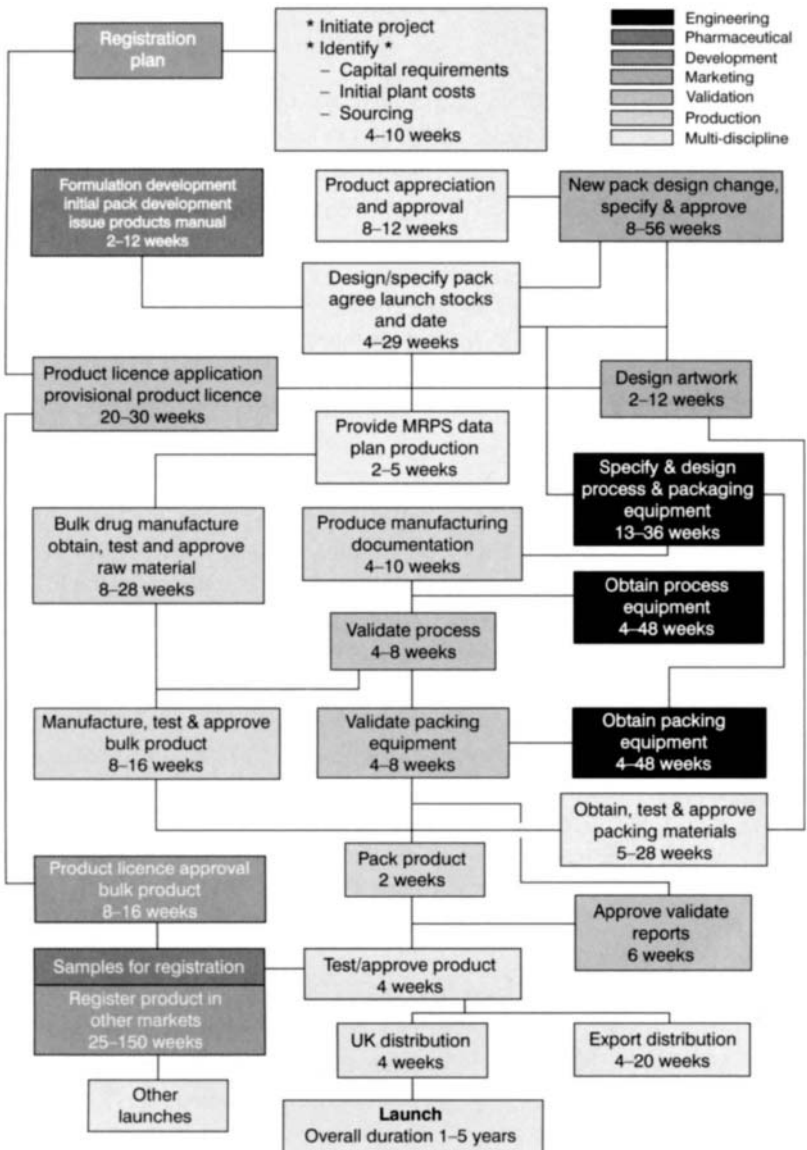 Registration
plan
* Initiate project
* Identify *
– Capital requirements
– Initial plant costs
– Sourcing
4–10 weeks
Engineering
Pharmaceutical
Development
Marketing
Validation
Production
Multi-discipline
Formulation development
initial pack development
issue products manual
2–12 weeks
Product appreciation
and approval
8–12 weeks
New pack design change,
specify & approve
8–56 weeks
Design/specify pack
agree launch stocks
and date
4–29 weeks
Product licence application
provisional product licence
20–30 weeks
Design artwork
2–12 weeks
Provide MRPS data
plan production
2–5 weeks
Specify & design
process & packaging
equipment
13–36 weeks
Bulk drug manufacture
obtain, test and approve
raw material
8–28 weeks
Produce manufacturing
documentation
4–10 weeks
Obtain process
equipment
4–48 weeks
Validate process
4–8 weeks
Manufacture, test & approve
bulk product
8–16 weeks
Validate packing
equipment
4–8 weeks
Obtain packing
equipment
4–48 weeks
Obtain, test & approve
packing materials
5–28 weeks
Pack product
2 weeks
Product licence approval
bulk product
8–16 weeks
Approve validate
reports
6 weeks
Samples for registration
Register product in
other markets
25–150 weeks
Test/approve product
4 weeks
UK distribution
4 weeks
Export distribution
4–20 weeks
Other
launches
Launch
Overall duration 1–5 years